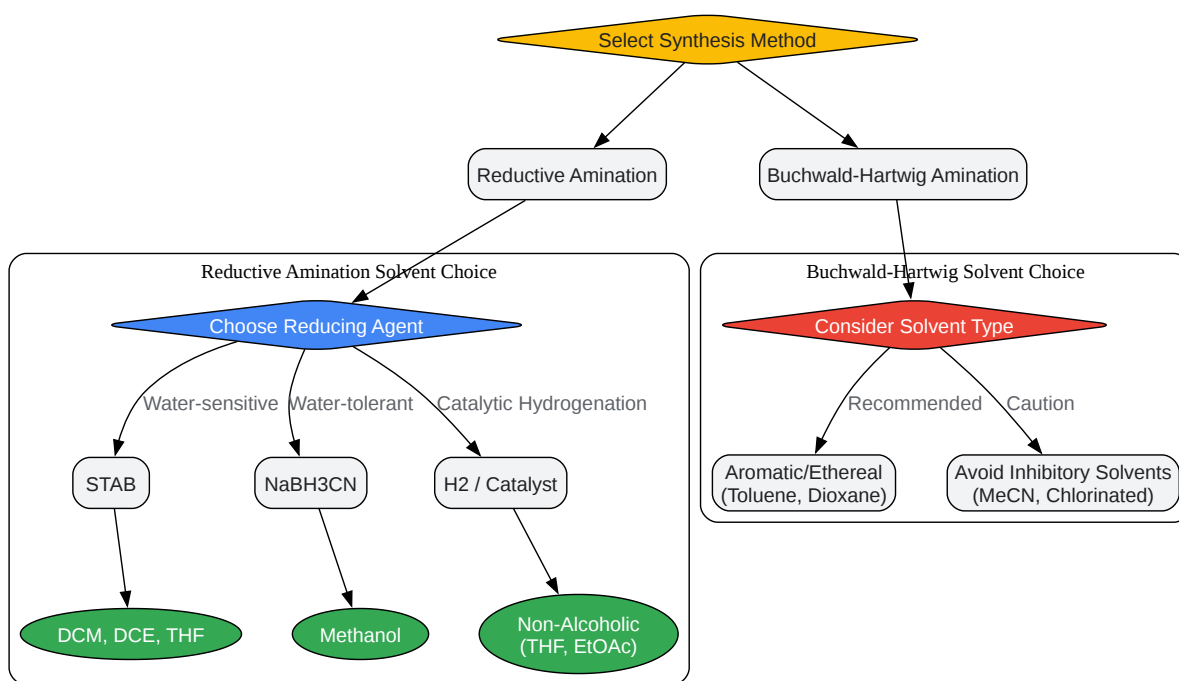 Select Synthesis Method
Reductive Amination
Buchwald-Hartwig Amination
Reductive Amination Solvent Choice
Choose Reducing Agent
Water-sensitive
Water-tolerant
Catalytic Hydrogenation
STAB
NaBH3CN
H2 / Catalyst
DCM, DCE, THF
Methanol
Non-Alcoholic
(THF, EtOAc)
Buchwald-Hartwig Solvent Choice
Consider Solvent Type
Recommended
Caution
Aromatic/Ethereal
(Toluene, Dioxane)
Avoid Inhibitory Solvents
(MeCN, Chlorinated)